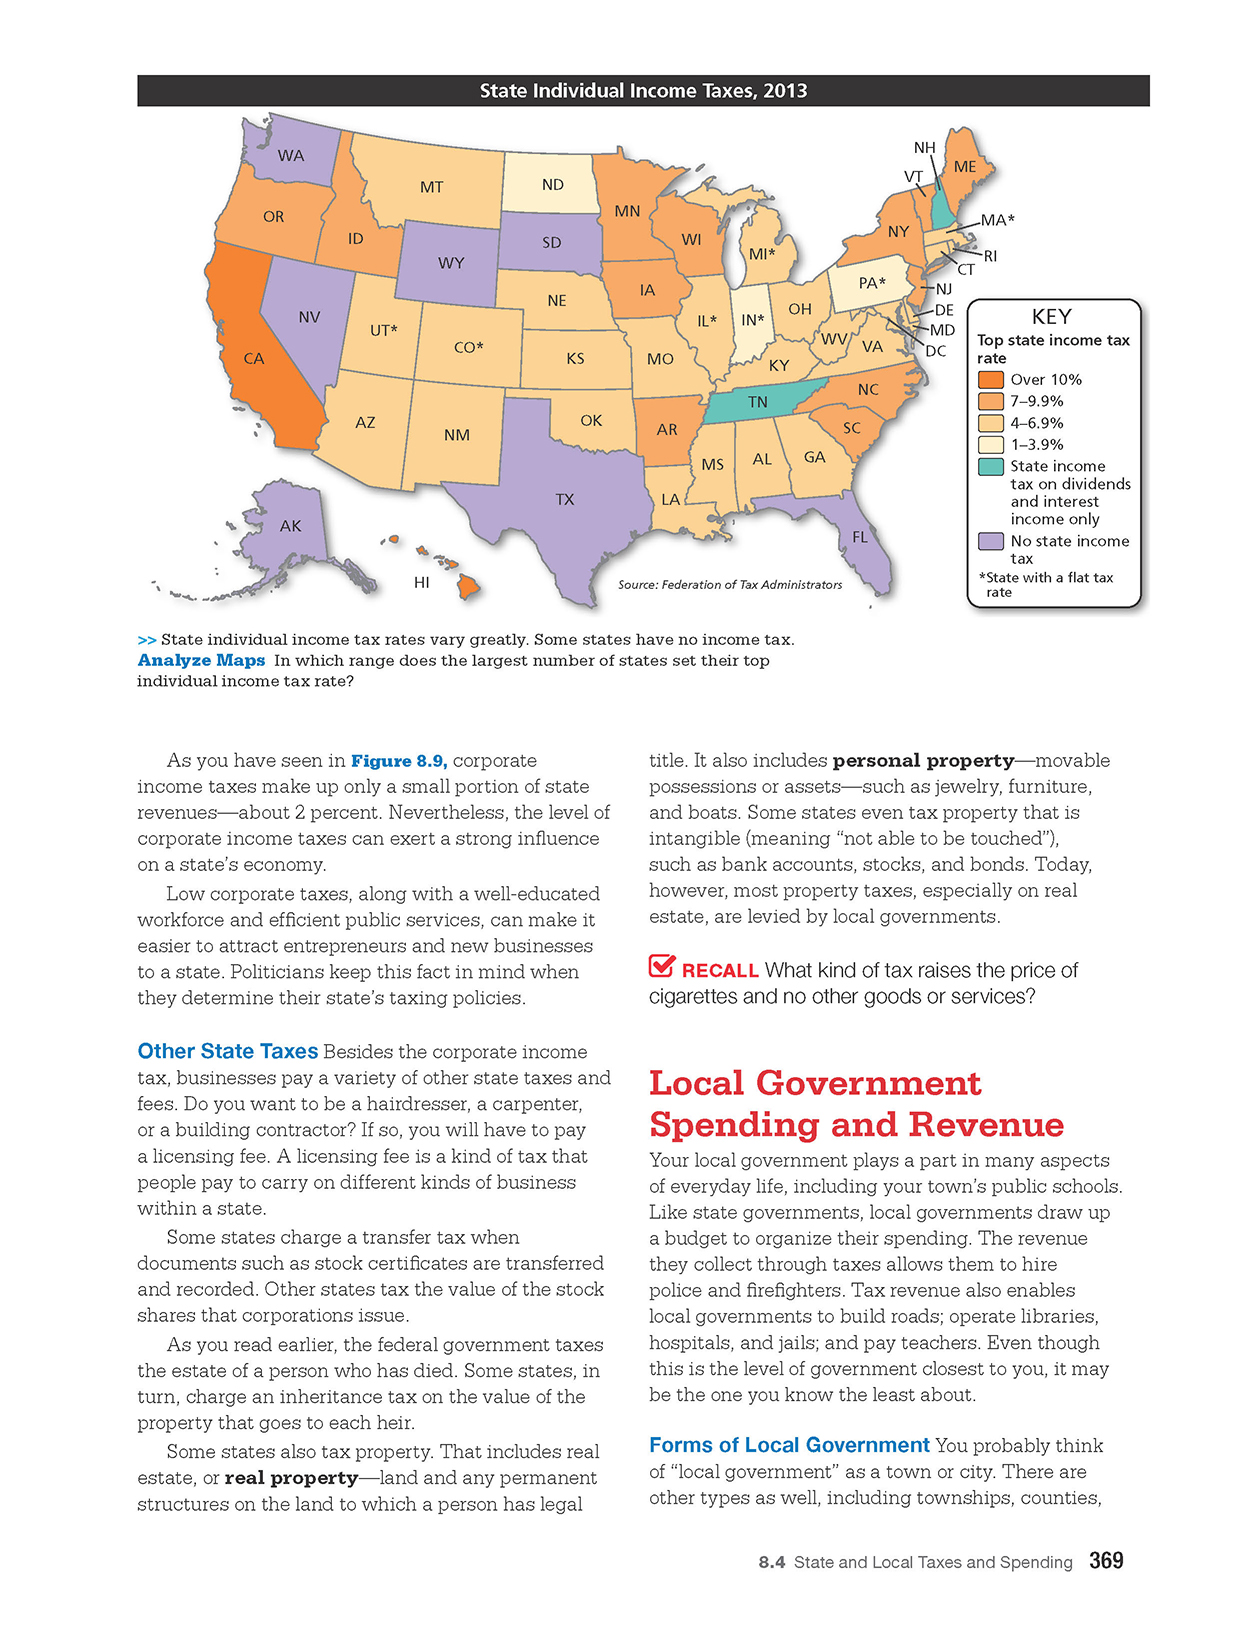 State Individual Income Taxes, 2013
WA
OR
CA
NV
ID
MT
WY
UT*
AZ
CO*
NM
ND
SD
NE
KS
OK
TX
MN
IA
MO
AR
LA
WI
IL*
MI*
IN*
OH
KY
TN
MS
AL
GA
FL
SC
NC
VA
WV
PA*
NY
VT
NH
ME
MA*
RI
CT
NJ
DE
MD
DC
AK
HI
KEY
Top state income tax
rate
Over 10%
7–9.9%
4–6.9%
1–3.9%
State income
tax on dividends
and interest
income only
No state income
tax
*State with a flat tax
rate
Source: Federation of Tax Administrators
>> State individual income tax rates vary greatly. Some states have no income tax.
Analyze Maps In which range does the largest number of states set their top
individual income tax rate?
As you have seen in Figure 8.9, corporate
income taxes make up only a small portion of state
revenues—about 2 percent. Nevertheless, the level of
corporate income taxes can exert a strong influence
on a state's economy.
Low corporate taxes, along with a well-educated
workforce and efficient public services, can make it
easier to attract entrepreneurs and new businesses
to a state. Politicians keep this fact in mind when
they determine their state's taxing policies.
Other State Taxes Besides the corporate income
tax, businesses pay a variety of other state taxes and
fees. Do you want to be a hairdresser, a carpenter,
or a building contractor? If so, you will have to pay
a licensing fee. A licensing fee is a kind of tax that
people pay to carry on different kinds of business
within a state.
Some states charge a transfer tax when
documents such as stock certificates are transferred
and recorded. Other states tax the value of the stock
shares that corporations issue.
As you read earlier, the federal government taxes
the estate of a person who has died. Some states, in
turn, charge an inheritance tax on the value of the
property that goes to each heir.
Some states also tax property. That includes real
estate, or real property—land and any permanent
structures on the land to which a person has legal
title. It also includes personal property—movable
possessions or assets—such as jewelry, furniture,
and boats. Some states even tax property that is
intangible (meaning "not able to be touched"),
such as bank accounts, stocks, and bonds. Today,
however, most property taxes, especially on real
estate, are levied by local governments.
RECALL What kind of tax raises the price of
cigarettes and no other goods or services?
Local Government
Spending and Revenue
Your local government plays a part in many aspects
of everyday life, including your town's public schools.
Like state governments, local governments draw up
a budget to organize their spending. The revenue
they collect through taxes allows them to hire
police and firefighters. Tax revenue also enables
local governments to build roads; operate libraries,
hospitals, and jails; and pay teachers. Even though
this is the level of government closest to you, it may
be the one you know the least about.
Forms of Local Government You probably think
of "local government" as a town or city. There are
other types as well, including townships, counties,
8.4 State and Local Taxes and Spending 369